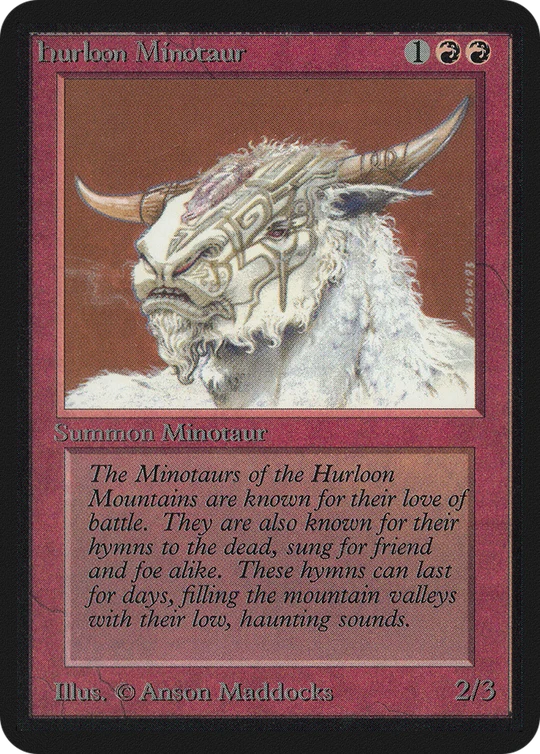 Hurloon Minotaur
1
ANSON93
Summon Minotaur
The Minotaurs of the Hurloon
Mountains are known for their love of
battle. They are also known for their
hymns to the dead, sung for friend
and foe alike. These hymns can last
for days, filling the mountain valleys
with their low, haunting sounds.
Illus. © Anson Maddocks
2/3